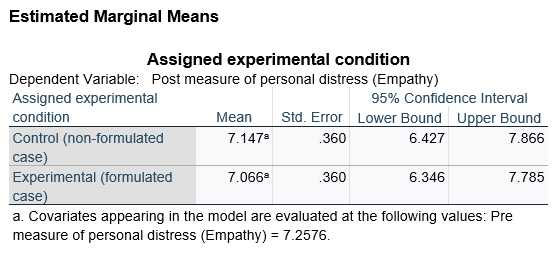 Estimated Marginal Means
Assigned experimental condition
Dependent Variable: Post measure of personal distress (Empathy)
Assigned experimental 95% Confidence Interval
condition Mean Std. Error Lower Bound Upper Bound
Control (non-formulated 7.147a .360 6.427 7.866
case)
Experimental (formulated 7.066a .360 6.346 7.785
case)
a. Covariates appearing in the model are evaluated at the following values: Pre
measure of personal distress (Empathy) = 7.2576.